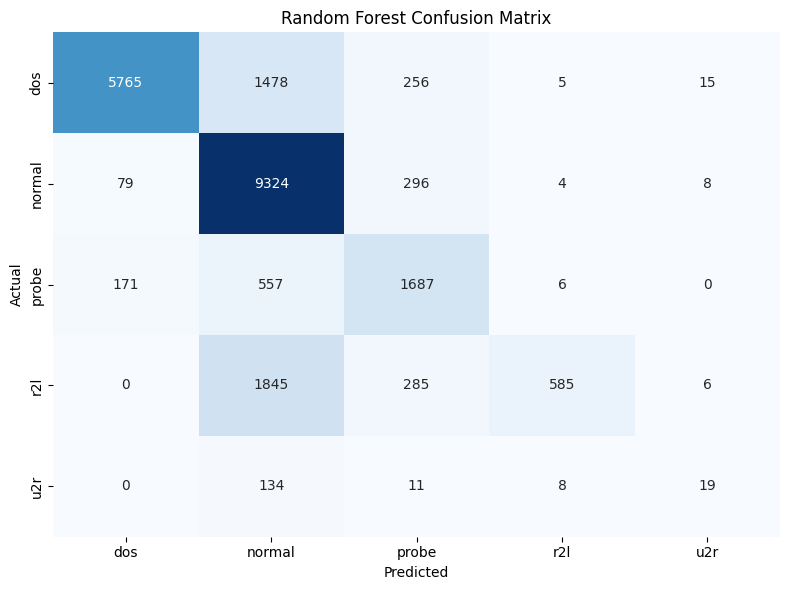 Random Forest Confusion Matrix
Actual
dos 5765 1478 256 5 15
normal 79 9324 296 4 8
probe 171 557 1687 6 0
r2l 0 1845 285 585 6
u2r 0 134 11 8 19
dos normal probe r2l u2r
Predicted